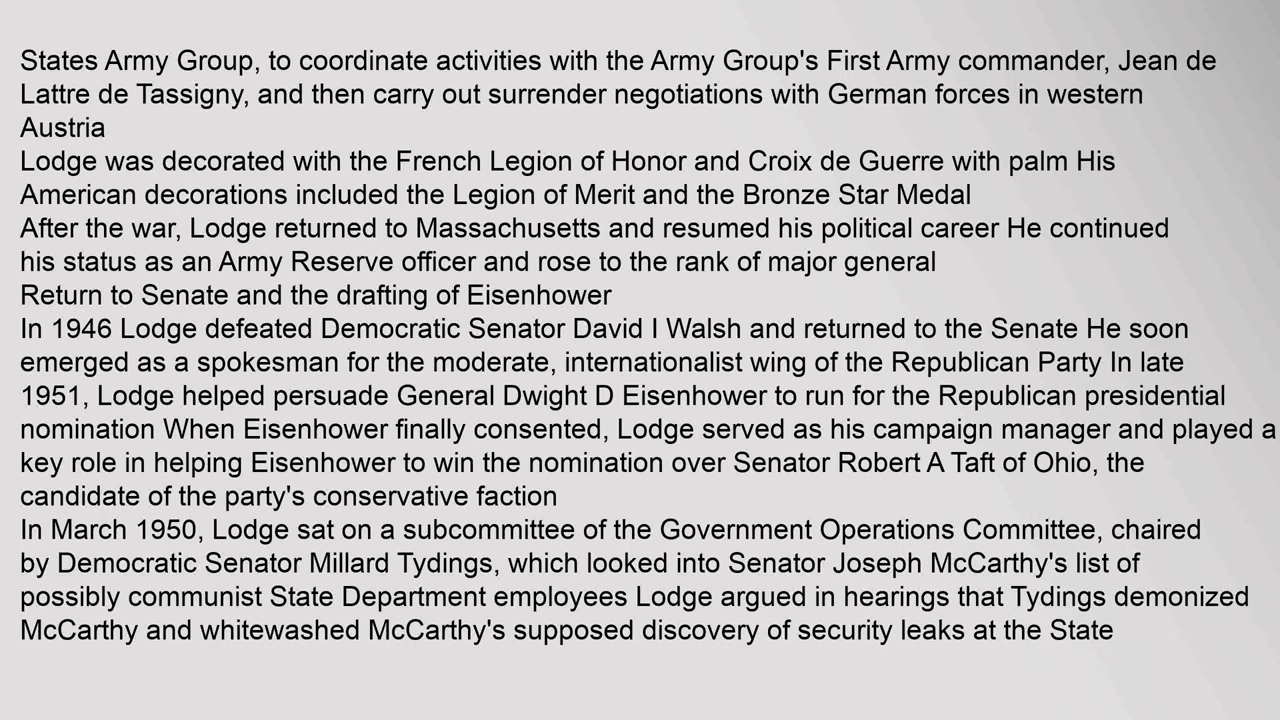 States Army Group, to coordinate activities with the Army Group's First Army commander, Jean de
Lattre de Tassigny, and then carry out surrender negotiations with German forces in western
Austria
Lodge was decorated with the French Legion of Honor and Croix de Guerre with palm His
American decorations included the Legion of Merit and the Bronze Star Medal
After the war, Lodge returned to Massachusetts and resumed his political career He continued
his status as an Army Reserve officer and rose to the rank of major general
Return to Senate and the drafting of Eisenhower
In 1946 Lodge defeated Democratic Senator David I Walsh and returned to the Senate He soon
emerged as a spokesman for the moderate, internationalist wing of the Republican Party In late
1951, Lodge helped persuade General Dwight D Eisenhower to run for the Republican presidential
nomination When Eisenhower finally consented, Lodge served as his campaign manager and played a
key role in helping Eisenhower to win the nomination over Senator Robert A Taft of Ohio, the
candidate of the party's conservative faction
In March 1950, Lodge sat on a subcommittee of the Government Operations Committee, chaired
by Democratic Senator Millard Tydings, which looked into Senator Joseph McCarthy's list of
possibly communist State Department employees Lodge argued in hearings that Tydings demonized
McCarthy and whitewashed McCarthy's supposed discovery of security leaks at the State